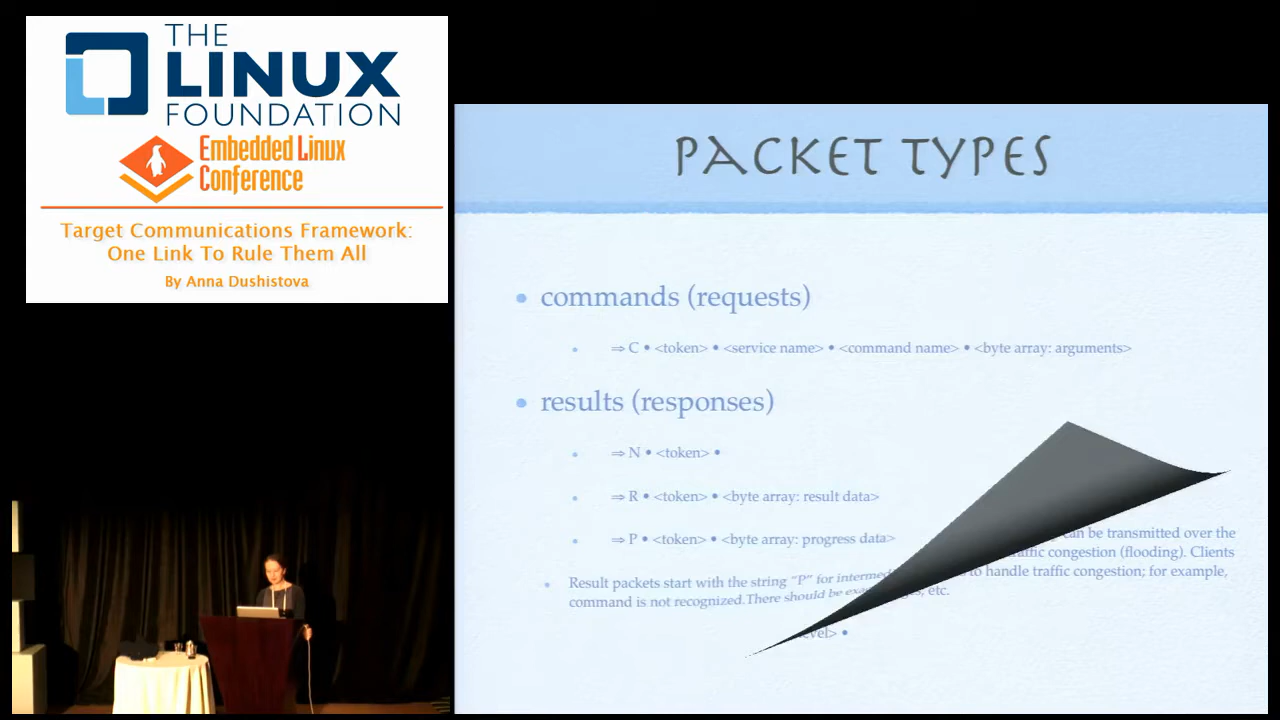 THE
LINUX
FOUNDATION
Embedded Linux
Conference
Target Communications Framework:
One Link To Rule Them All
By Anna Dushistova
PACKET TYPES
• commands (requests)
• ⇒ C • <token> • <service name> • <command name> • <byte array: arguments>
• results (responses)
• ⇒ N • <token> •
• ⇒ R • <token> • <byte array: result data>
• ⇒ P • <token> • <byte array: progress data>
can be transmitted over the
traffic congestion (flooding). Clients
• Result packets start with the string “P” for
to handle traffic congestion; for example,
command is not recognized. There should be
etc.
level> •